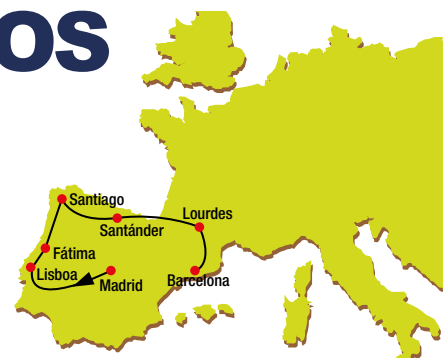 OS
Santiago
Santánder
Lourdes
Fátima
Lisboa
Madrid
Barcelona